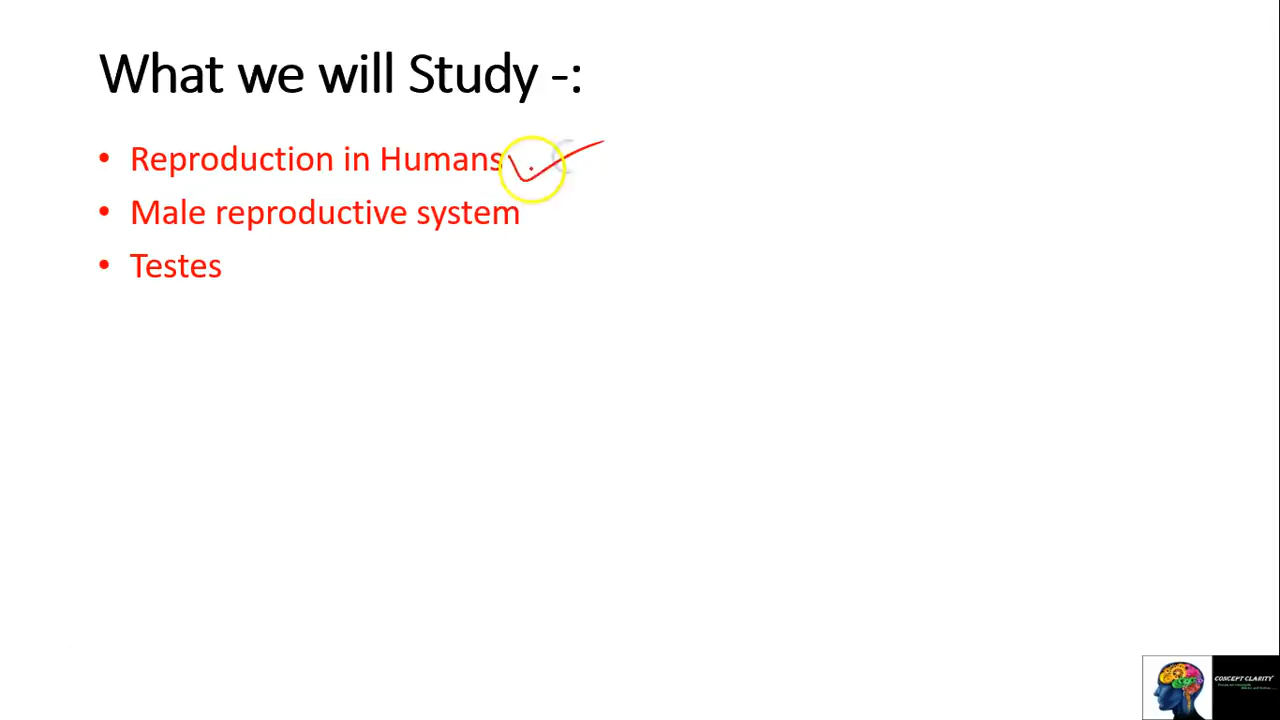 What we will Study -:
• Reproduction in Humans
• Male reproductive system
• Testes
CONCEPT CLARITY